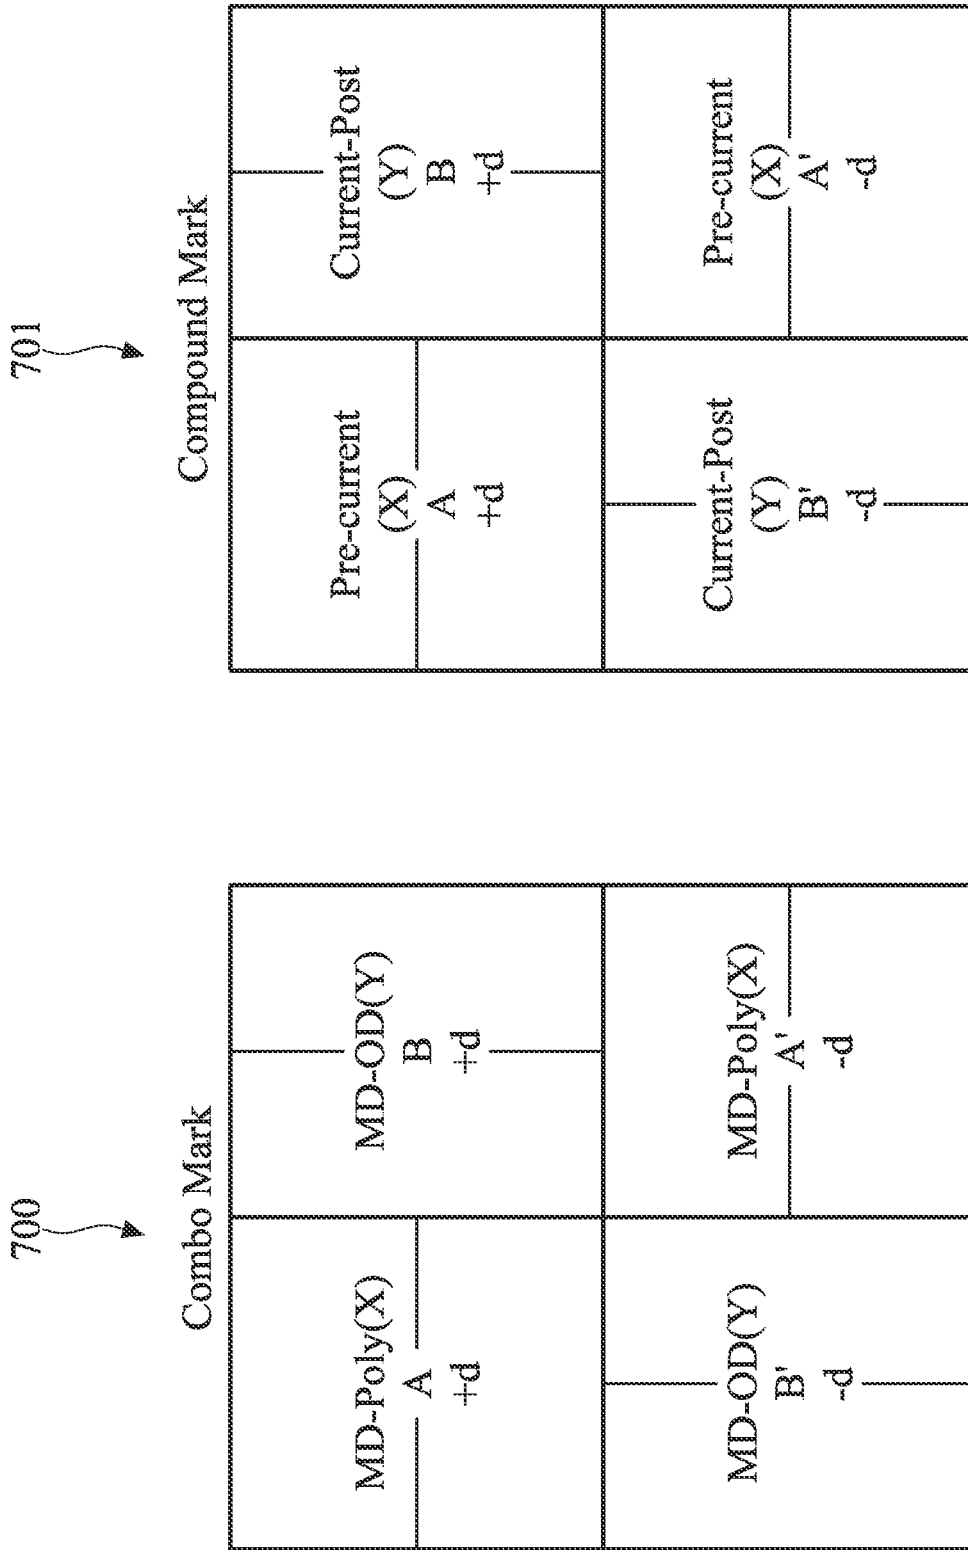 700
Combo Mark
MD-Poly(X)
A
+d
MD-OD(Y)
B
+d
MD-OD(Y)
B'
-d
MD-Poly(X)
A'
-d
701
Compound Mark
Pre-current
(X)
A
+d
Current-Post
(Y)
B
+d
Current-Post
(Y)
B'
-d
Pre-current
(X)
A'
-d